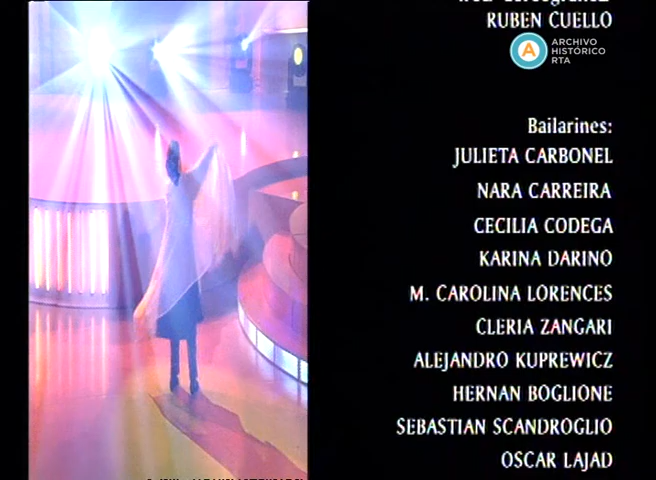 RUBEN CUELLO
ARCHIVO
HISTÓRICO
RTA
Bailarines:
JULIETA CARBONEL
NARA CARREIRA
CECILIA CODEGA
KARINA DARINO
M. CAROLINA LORENCES
CLERIA ZANGARI
ALEJANDRO KUPREWICZ
HERNAN BOGLIONE
SEBASTIAN SCANDROGLIO
OSCAR LAJAD